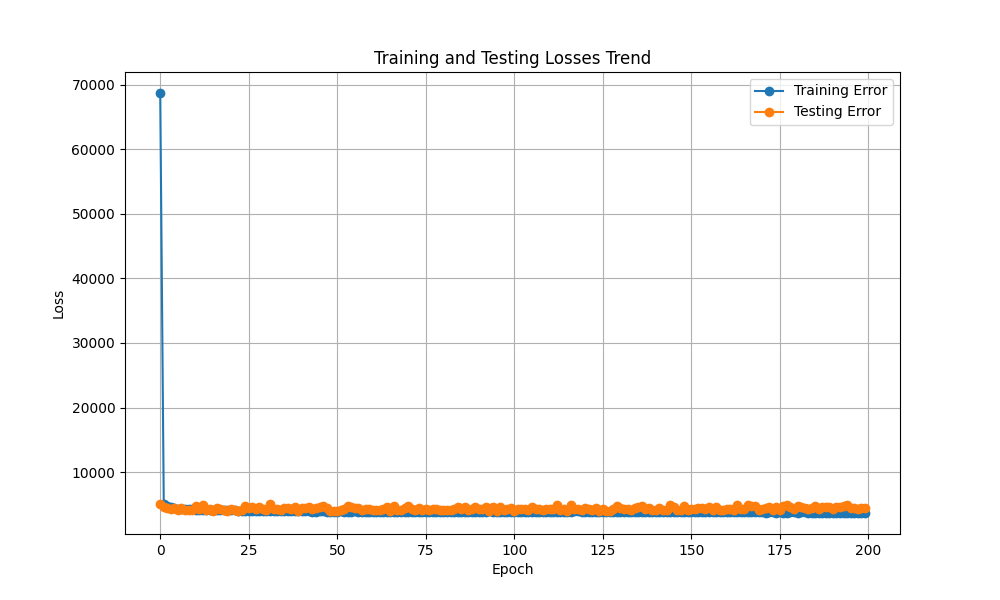 Training and Testing Losses Trend
Training Error
Testing Error
Loss
70000
60000
50000
40000
30000
20000
10000
0 25 50 75 100 125 150 175 200
Epoch